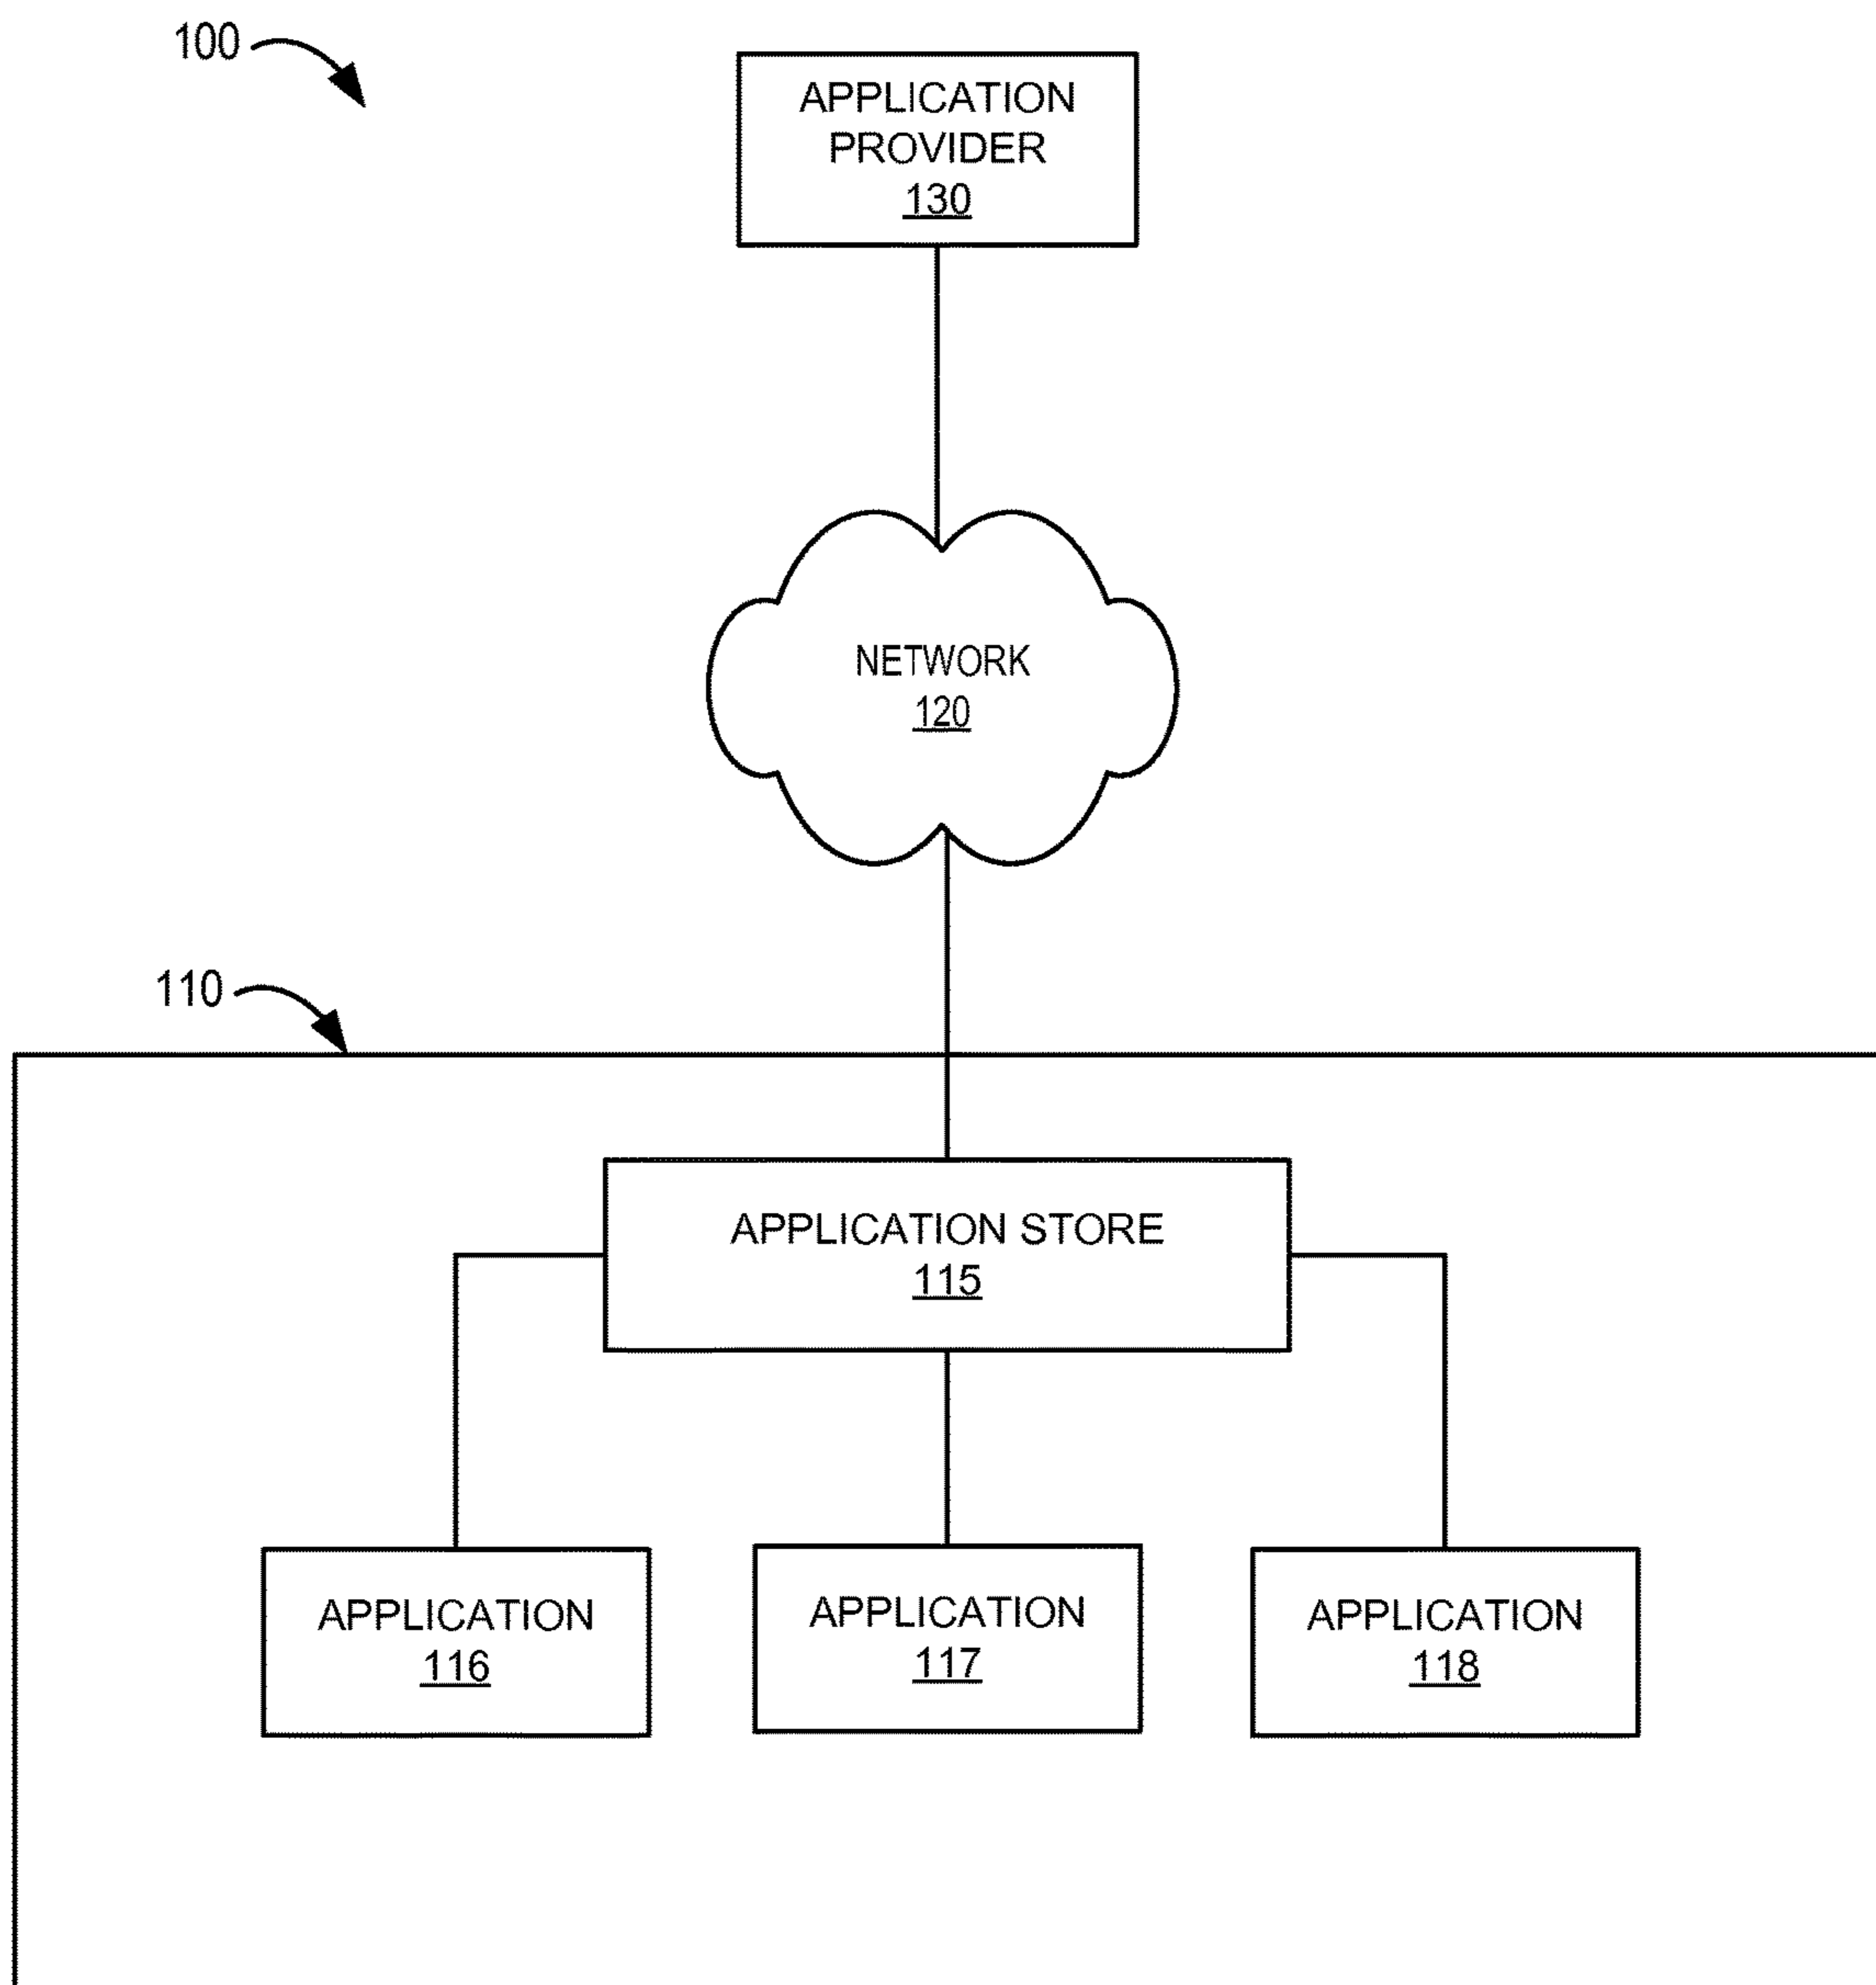 100
APPLICATION
PROVIDER
130
NETWORK
120
110
APPLICATION STORE
115
APPLICATION
116
APPLICATION
117
APPLICATION
118